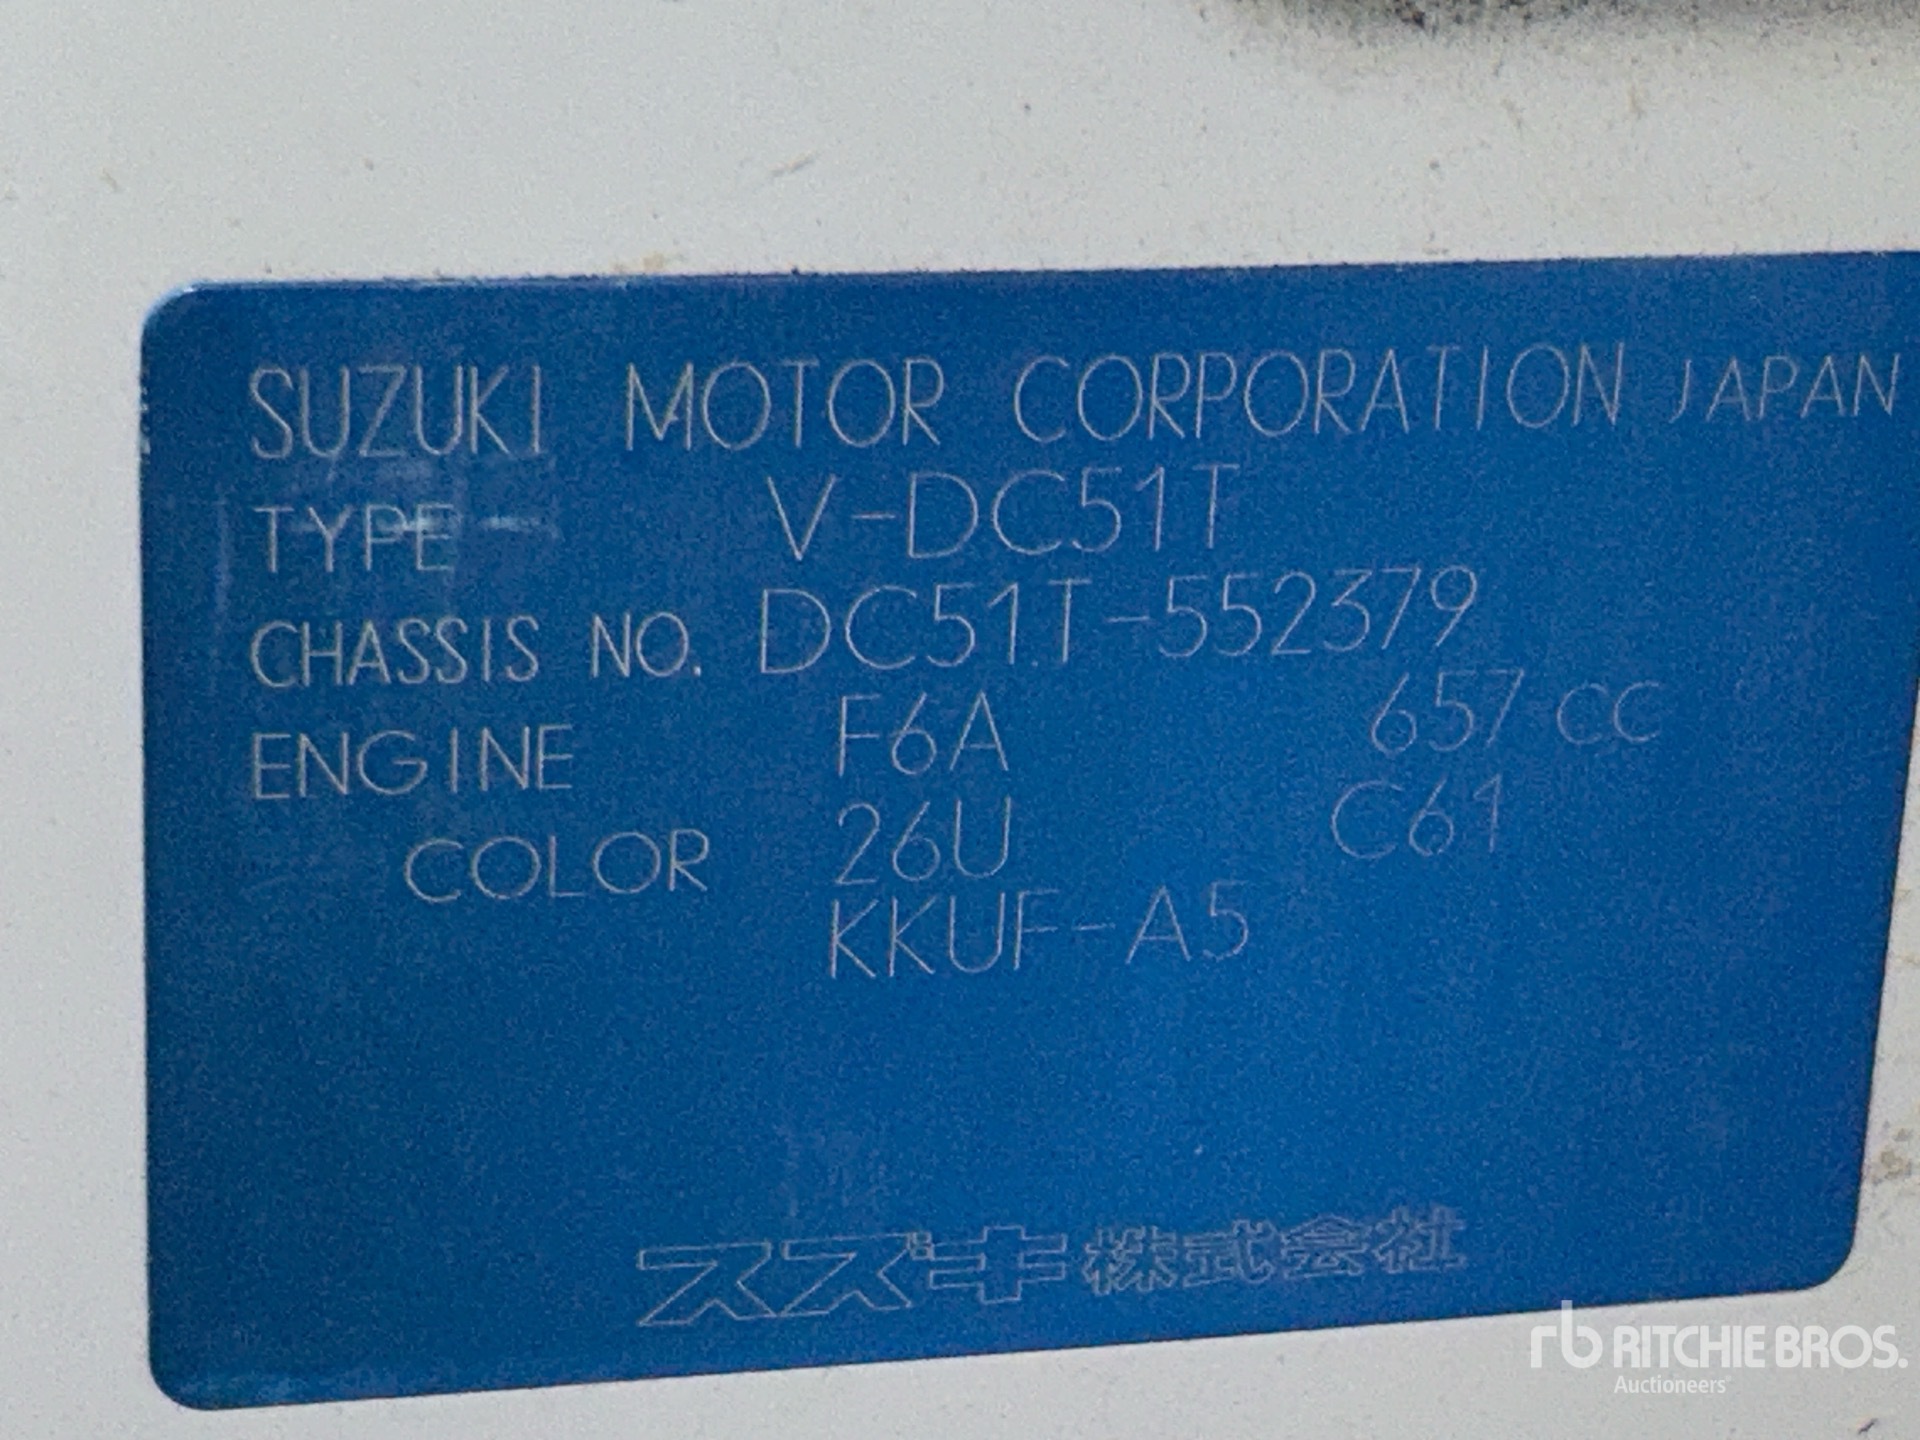 SUZUKI MOTOR CORPORATION JAPAN
TYPE V-DC51T
CHASSIS NO. DC51T-552379
ENGINE F6A 657 CC
COLOR 26U C61
KKUF-A5
スズキ株式会社
rb RITCHIE BROS.
Auctioneers